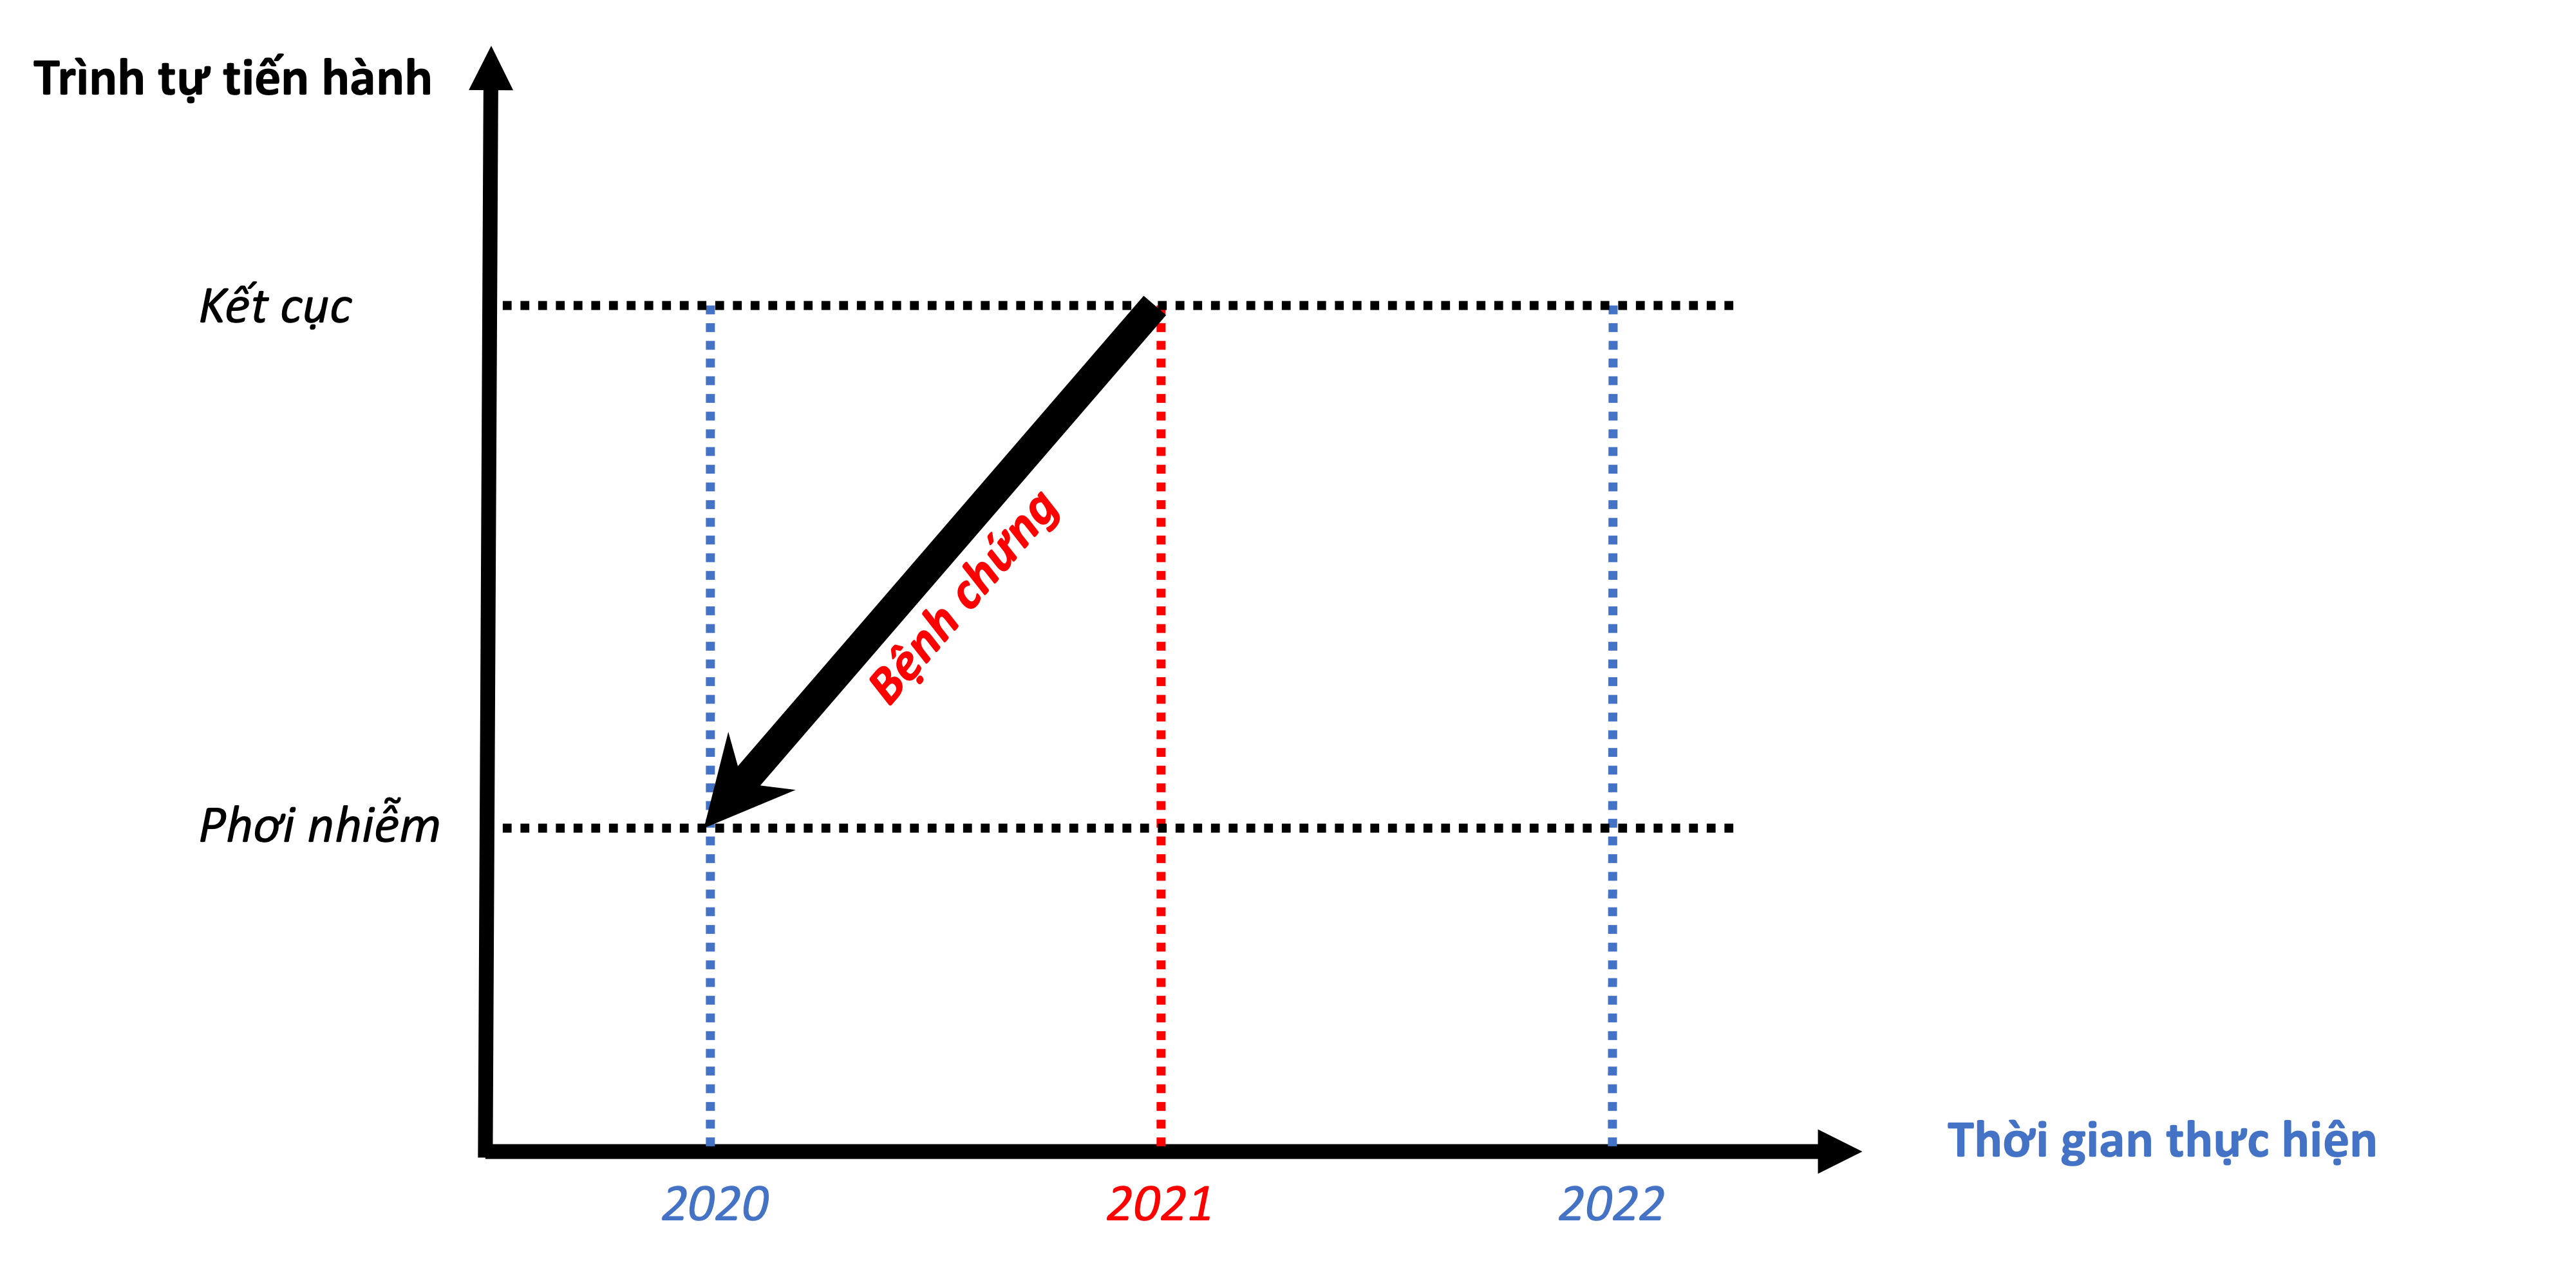 Trình tự tiến hành
Kết cục
Bệnh chứng
Phơi nhiễm
Thời gian thực hiện
2020
2021
2022